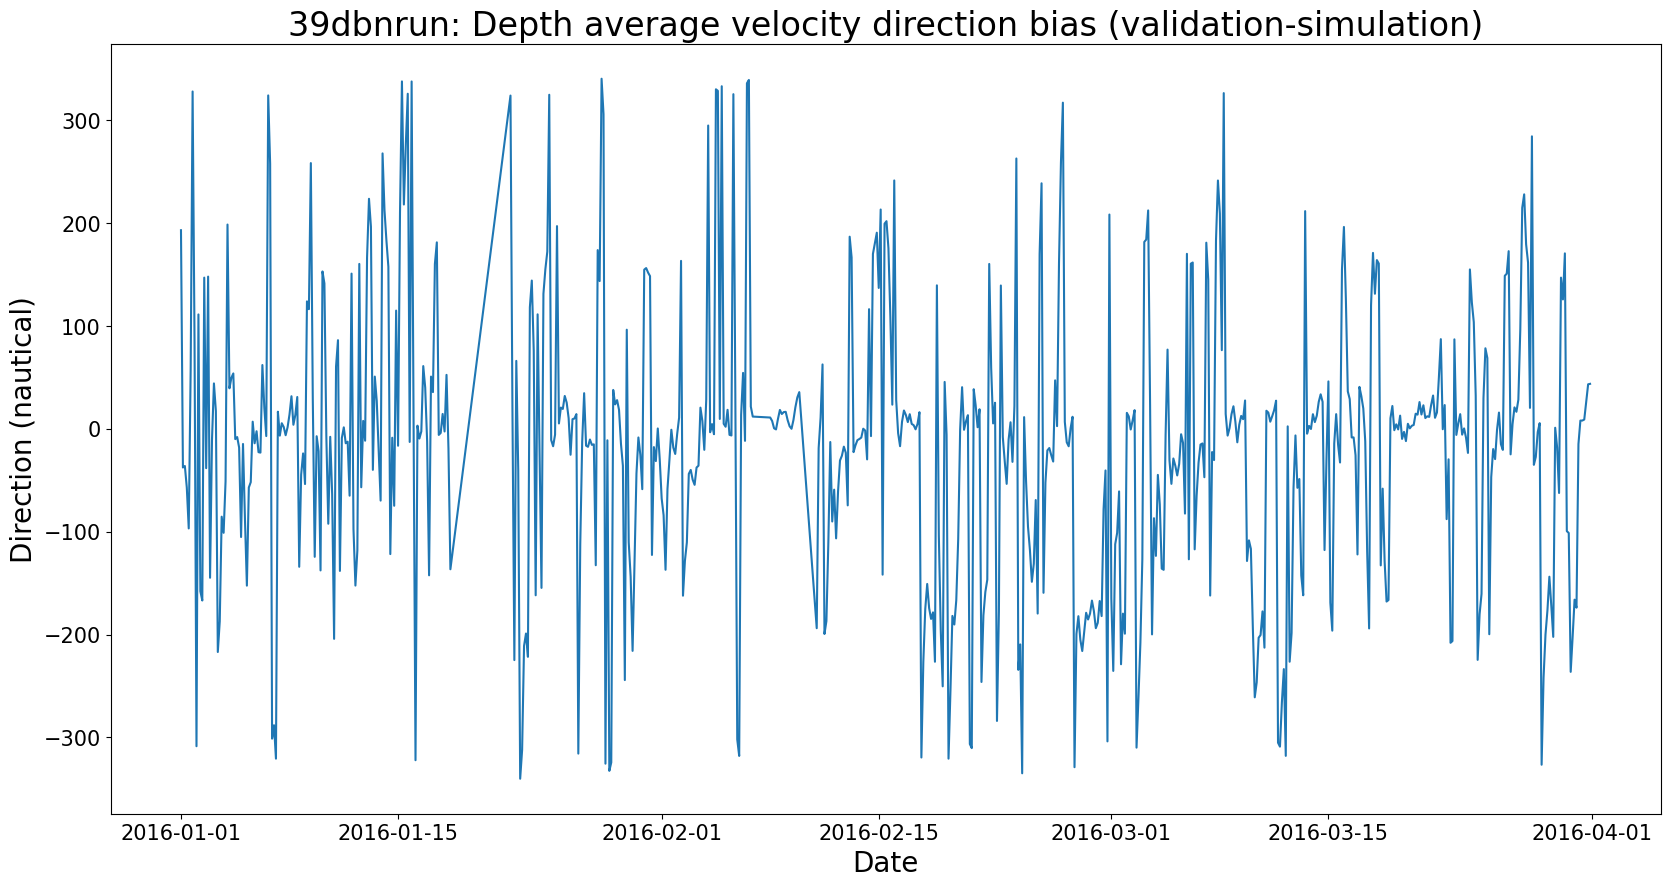 39dbnrun: Depth average velocity direction bias (validation-simulation)
Direction (nautical)
300
200
100
0
−100
−200
−300
2016-01-01 2016-01-15 2016-02-01 2016-02-15 2016-03-01 2016-03-15 2016-04-01
Date